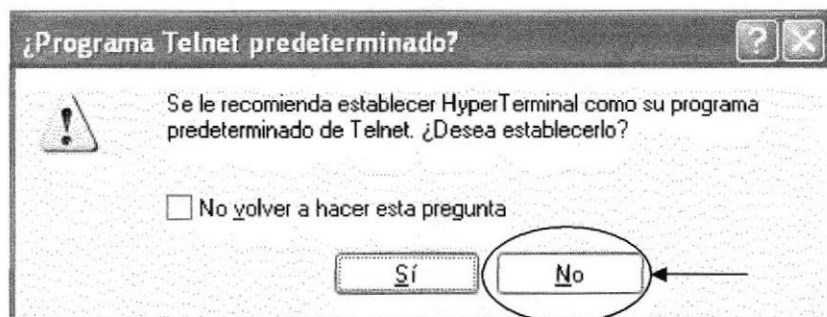 ¿Programa Telnet predeterminado?
Se le recomienda establecer HyperTerminal como su programa
predeterminado de Telnet. ¿Desea establecerlo?
No volver a hacer esta pregunta
Sí
No